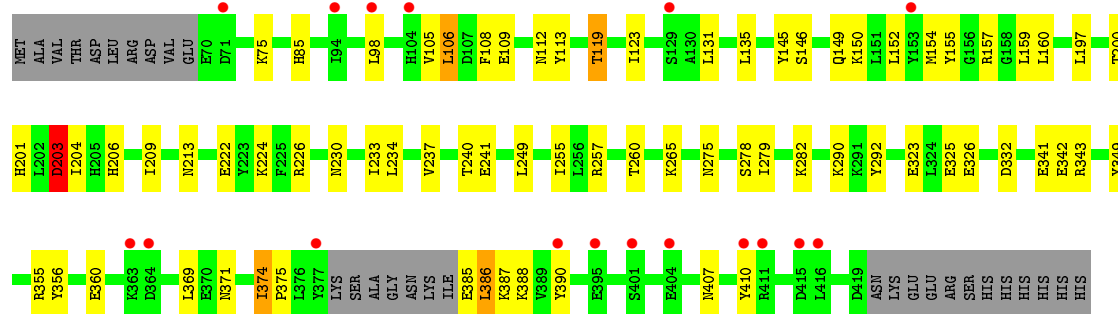 MET ALA VAL THR ASP LEU ARG ASP VAL GLU E70 D71 K75 H85 I94 L98 H104 V105 L106 D107 F108 E109 N112 Y113 T119 I123 S129 A130 L131 L135 Y145 S146 Q149 K150 L151 L152 Y153 M154 Y155 G156 R157 G158 L159 L160 L197 T200
H201 L202 D203 I204 H205 H206 I209 N213 E222 Y223 K224 F225 R226 N230 I233 L234 V237 T240 E241 L249 I255 L256 R257 T260 K265 N275 S278 I279 K282 K290 K291 Y292 E323 L324 E325 E326 D332 E341 E342 R343 Y349
R355 Y356 E360 K363 D364 L369 E370 N371 I374 P375 L376 Y377 LYS SER ALA GLY ASN LYS ILE E385 L386 K387 K388 V389 Y390 E395 S401 E404 N407 Y410 R411 D415 L416 D419 ASN LYS GLU GLU ARG SER HIS HIS HIS HIS HIS HIS